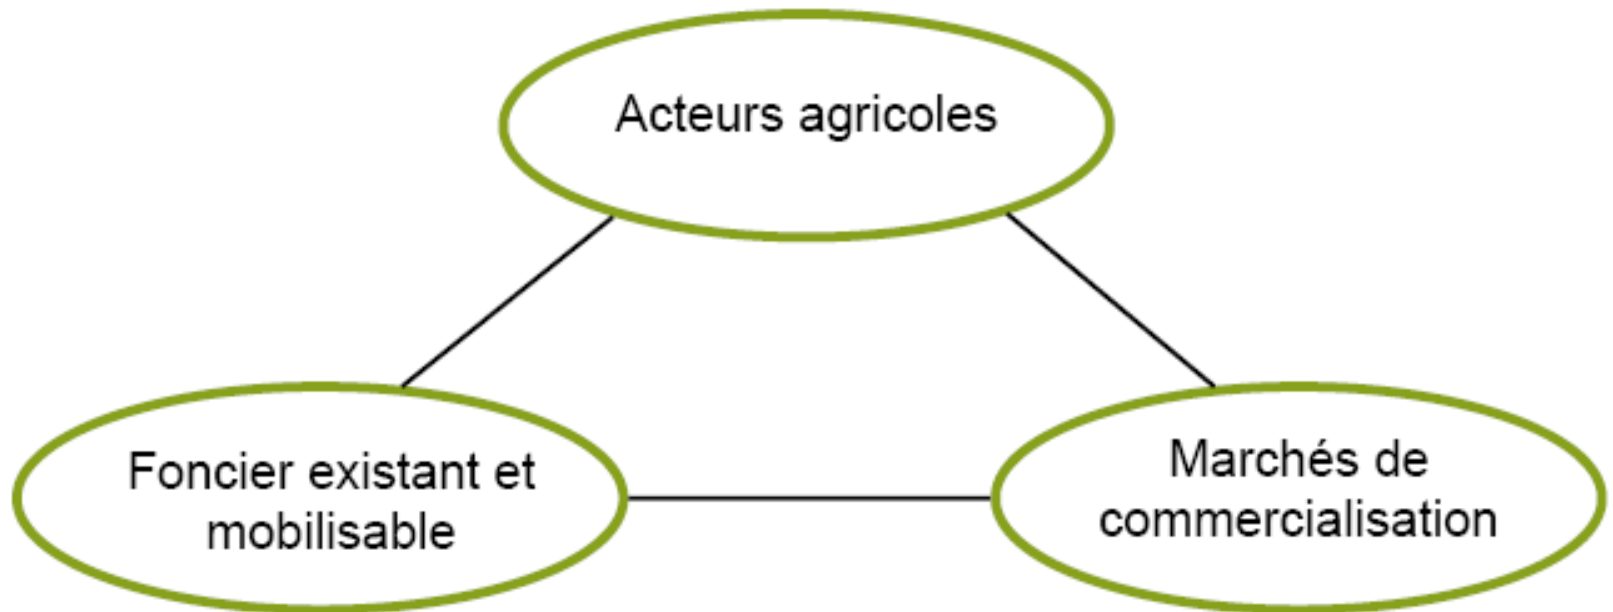 Acteurs agricoles
Foncier existant et
mobilisable
Marchés de
commercialisation